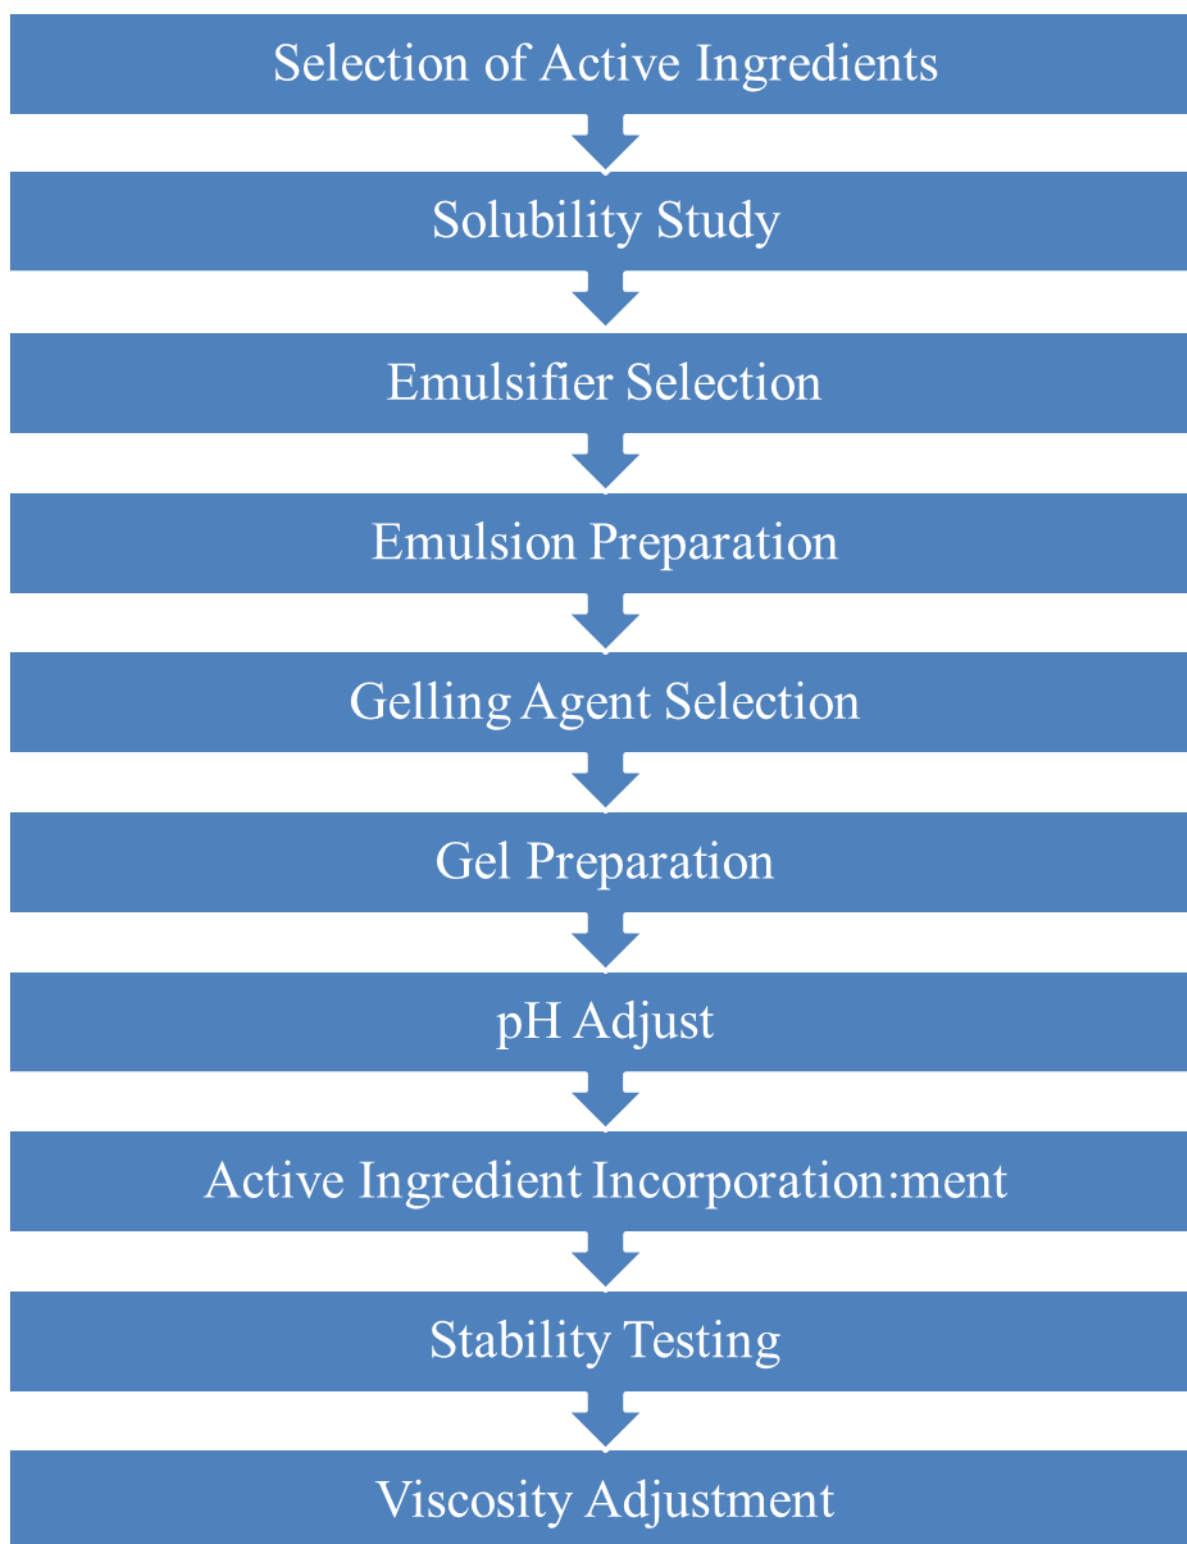 Selection of Active Ingredients
Solubility Study
Emulsifier Selection
Emulsion Preparation
Gelling Agent Selection
Gel Preparation
pH Adjust
Active Ingredient Incorporation:ment
Stability Testing
Viscosity Adjustment